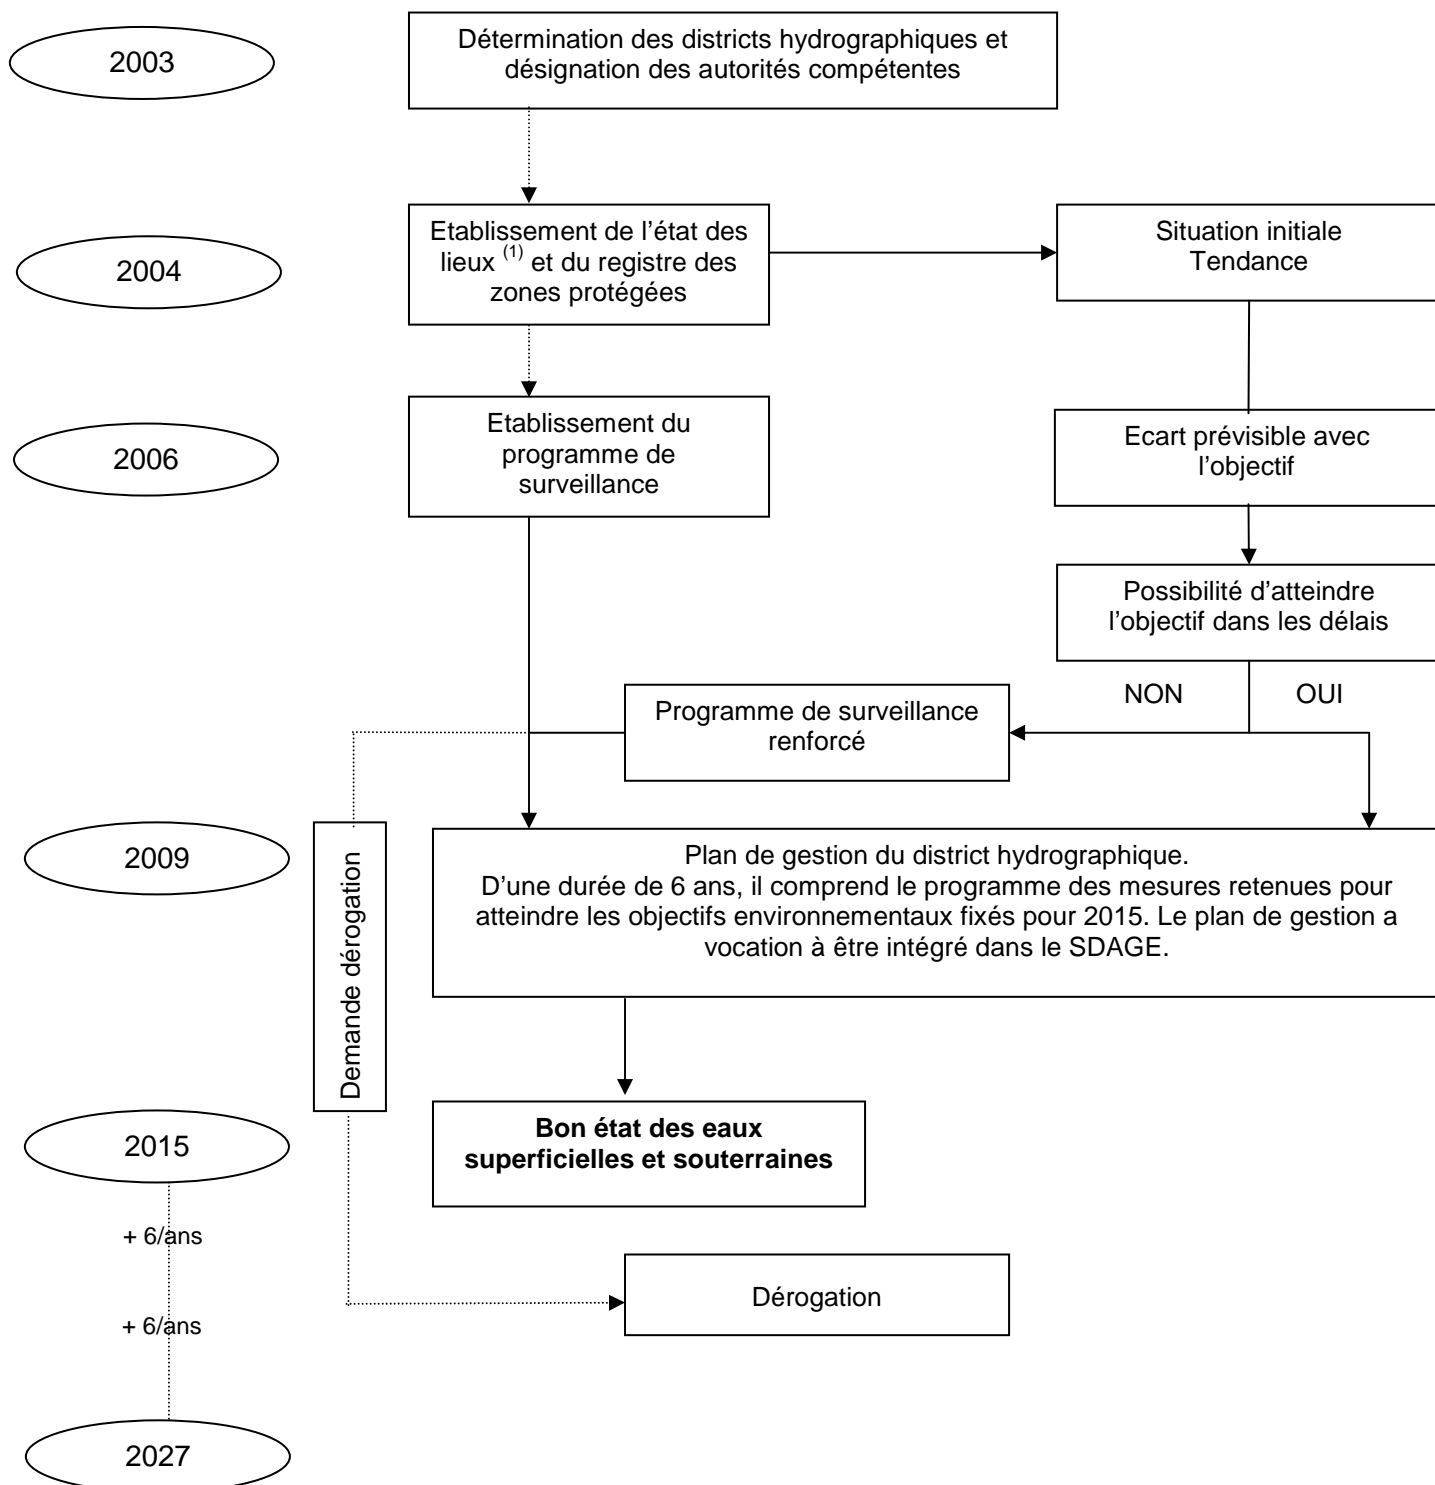 2003
Détermination des districts hydrographiques et
désignation des autorités compétentes
2004
Etablissement de l’état des
lieux (1) et du registre des
zones protégées
Situation initiale
Tendance
2006
Etablissement du
programme de
surveillance
Ecart prévisible avec
l’objectif
Possibilité d’atteindre
l’objectif dans les délais
NON
OUI
Programme de surveillance
renforcé
2009
Demande dérogation
Plan de gestion du district hydrographique.
D’une durée de 6 ans, il comprend le programme des mesures retenues pour
atteindre les objectifs environnementaux fixés pour 2015. Le plan de gestion a
vocation à être intégré dans le SDAGE.
2015
Bon état des eaux
superficielles et souterraines
+ 6/ans
Dérogation
+ 6/ans
2027